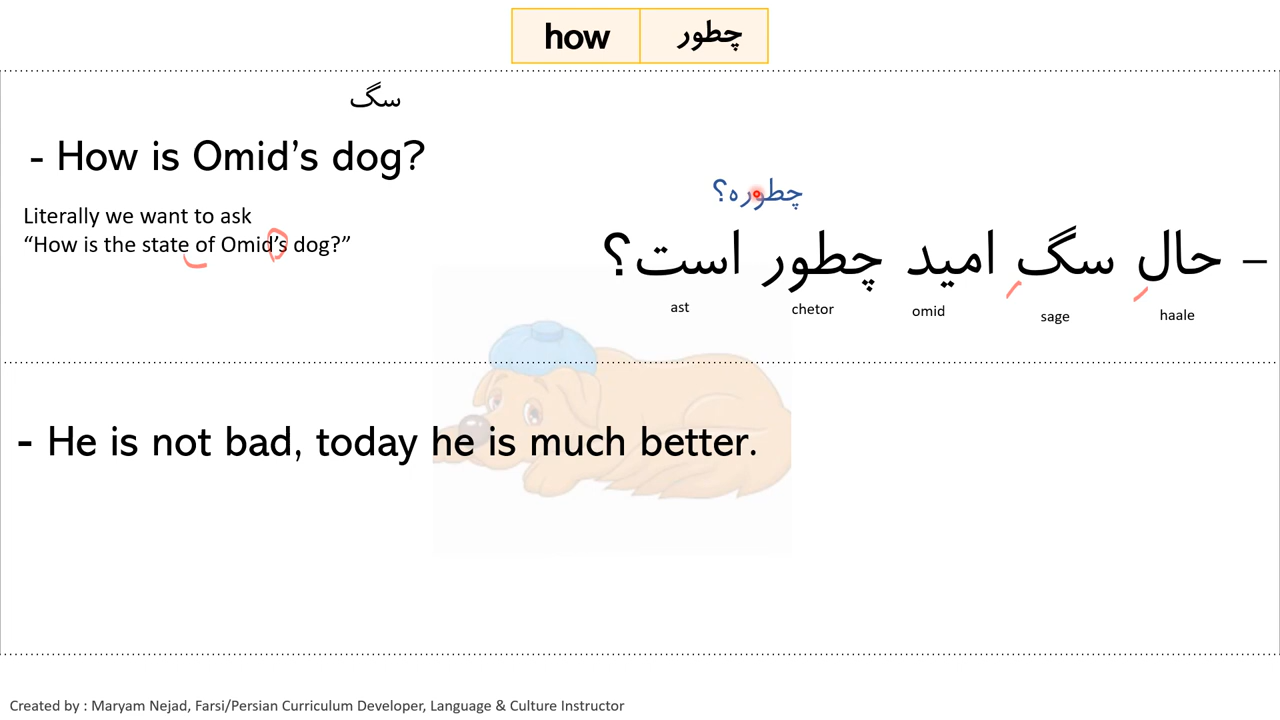 how
چطور
سگ
- How is Omid’s dog?
Literally we want to ask
“How is the state of Omid’s dog?”
چطوره؟
– حالِ سگِ امید چطور است؟
haale sage omid chetor ast
- He is not bad, today he is much better.
Created by : Maryam Nejad, Farsi/Persian Curriculum Developer, Language & Culture Instructor